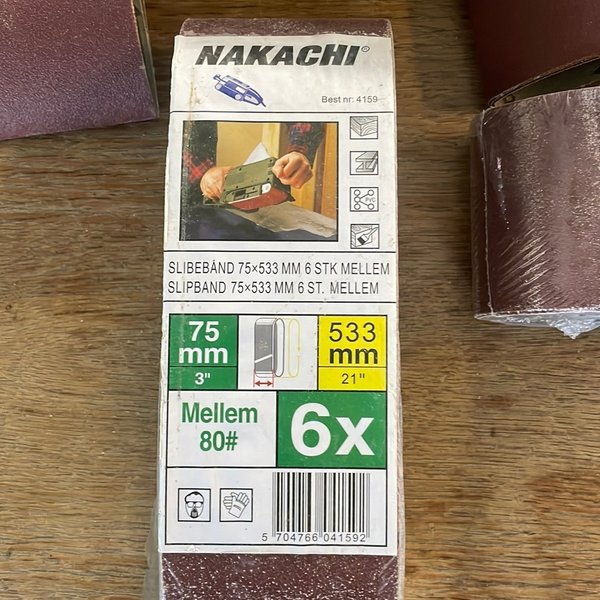 NAKACHI®
Best nr: 4159
PVC
SLIBEBÅND 75×533 MM 6 STK MELLEM
SLIPBAND 75×533 MM 6 ST. MELLEM
75 mm 3"
533 mm 21"
Mellem 80#
6x
5 704766 041592